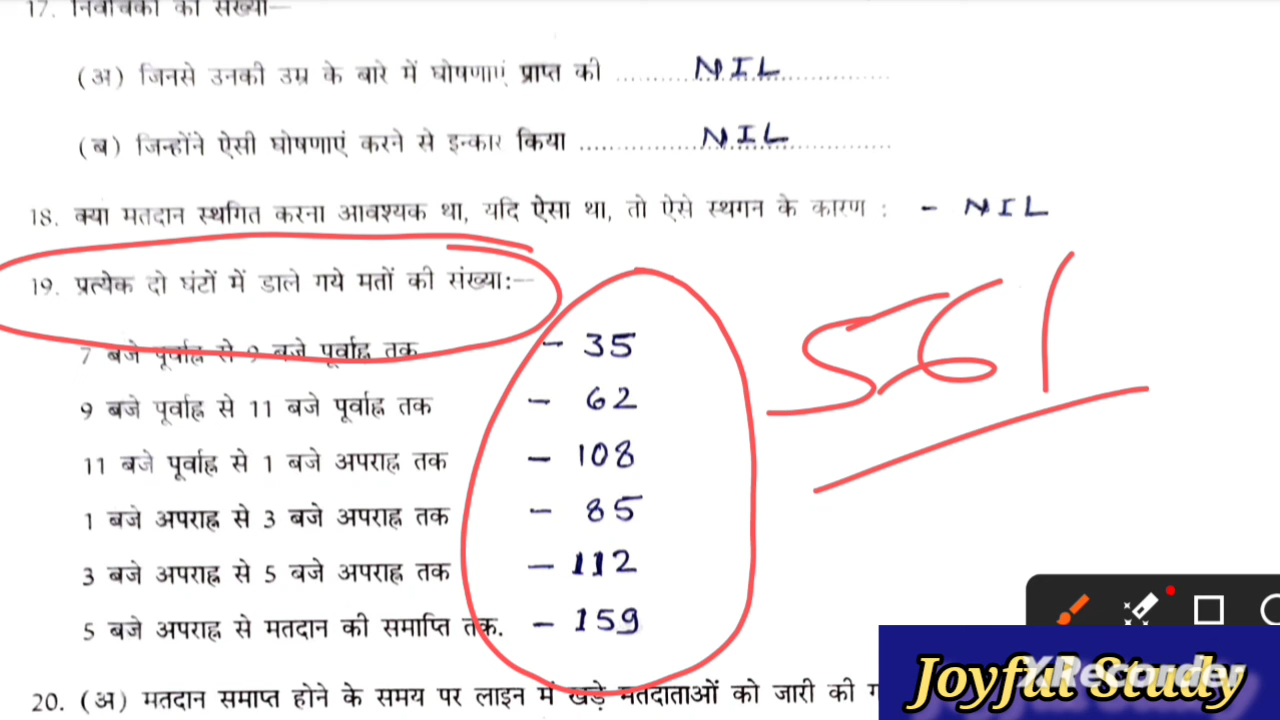 17. निर्वाचकों की संख्या—
(अ) जिनसे उनकी उम्र के बारे में घोषणाएं प्राप्त की .......... NIL
(ब) जिन्होंने ऐसी घोषणाएं करने से इन्कार किया .......... NIL
18. क्या मतदान स्थगित करना आवश्यक था, यदि ऐसा था, तो ऐसे स्थगन के कारण : - NIL
19. प्रत्येक दो घंटों में डाले गये मतों की संख्या:—
7 बजे पूर्वाह्न से 9 बजे पूर्वाह्न तक - 35
561
9 बजे पूर्वाह्न से 11 बजे पूर्वाह्न तक - 62
11 बजे पूर्वाह्न से 1 बजे अपराह्न तक - 108
1 बजे अपराह्न से 3 बजे अपराह्न तक - 85
3 बजे अपराह्न से 5 बजे अपराह्न तक - 112
5 बजे अपराह्न से मतदान की समाप्ति तक. - 159
20. (अ) मतदान समाप्त होने के समय पर लाइन में खड़े मतदाताओं को जारी की
Joyful Study
XRecorder